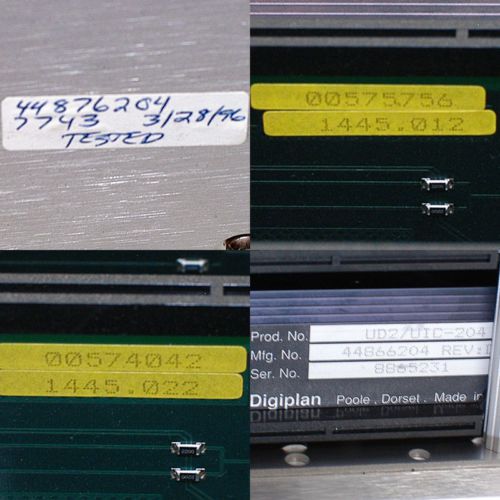 44876204
7743 3/28/96
TESTED
00575756
1445.012
00574042
1445.022
Prod. No. UD2/UIC-204
Mfg. No. 44866204 REV:
Ser. No. 8865231
Digiplan Poole, Dorset, Made in